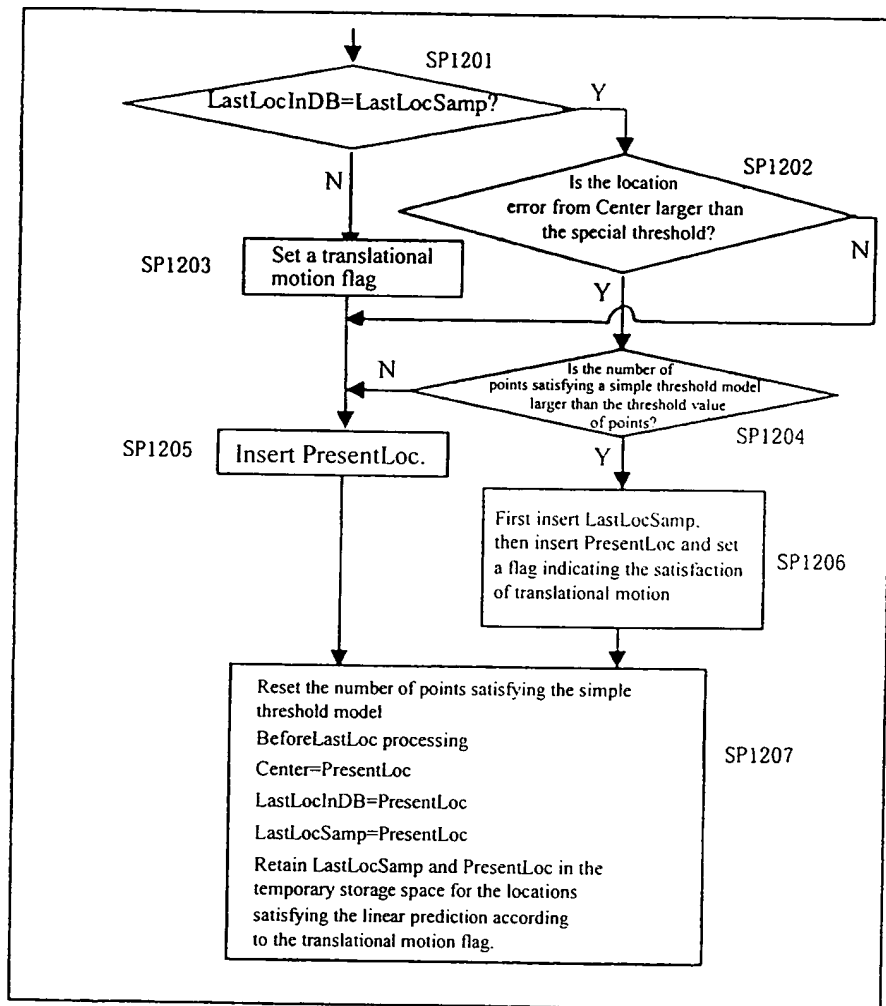 SP1201
LastLocInDB=LastLocSamp?
Y
N
SP1202
Is the location
error from Center larger than
the special threshold?
N
Y
SP1203
Set a translational
motion flag
N
Is the number of
points satisfying a simple threshold model
larger than the threshold value
of points?
SP1204
Y
SP1205
Insert PresentLoc.
First insert LastLocSamp,
then insert PresentLoc and set
a flag indicating the satisfaction
of translational motion
SP1206
Reset the number of points satisfying the simple
threshold model
BeforeLastLoc processing
Center=PresentLoc
LastLocInDB=PresentLoc
LastLocSamp=PresentLoc
Retain LastLocSamp and PresentLoc in the
temporary storage space for the locations
satisfying the linear prediction according
to the translational motion flag.
SP1207